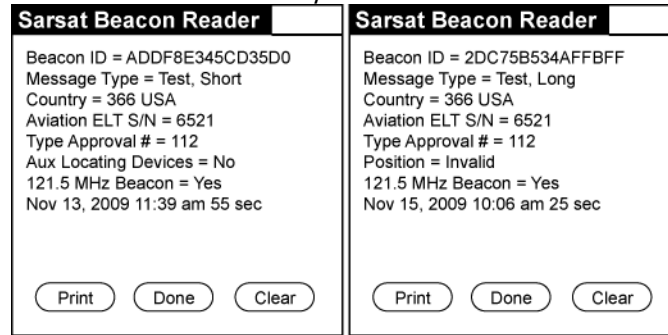 Sarsat Beacon Reader
Beacon ID = ADDF8E345CD35D0
Message Type = Test, Short
Country = 366 USA
Aviation ELT S/N = 6521
Type Approval # = 112
Aux Locating Devices = No
121.5 MHz Beacon = Yes
Nov 13, 2009 11:39 am 55 sec
Print Done Clear
Sarsat Beacon Reader
Beacon ID = 2DC75B534AFFBFF
Message Type = Test, Long
Country = 366 USA
Aviation ELT S/N = 6521
Type Approval # = 112
Position = Invalid
121.5 MHz Beacon = Yes
Nov 15, 2009 10:06 am 25 sec
Print Done Clear